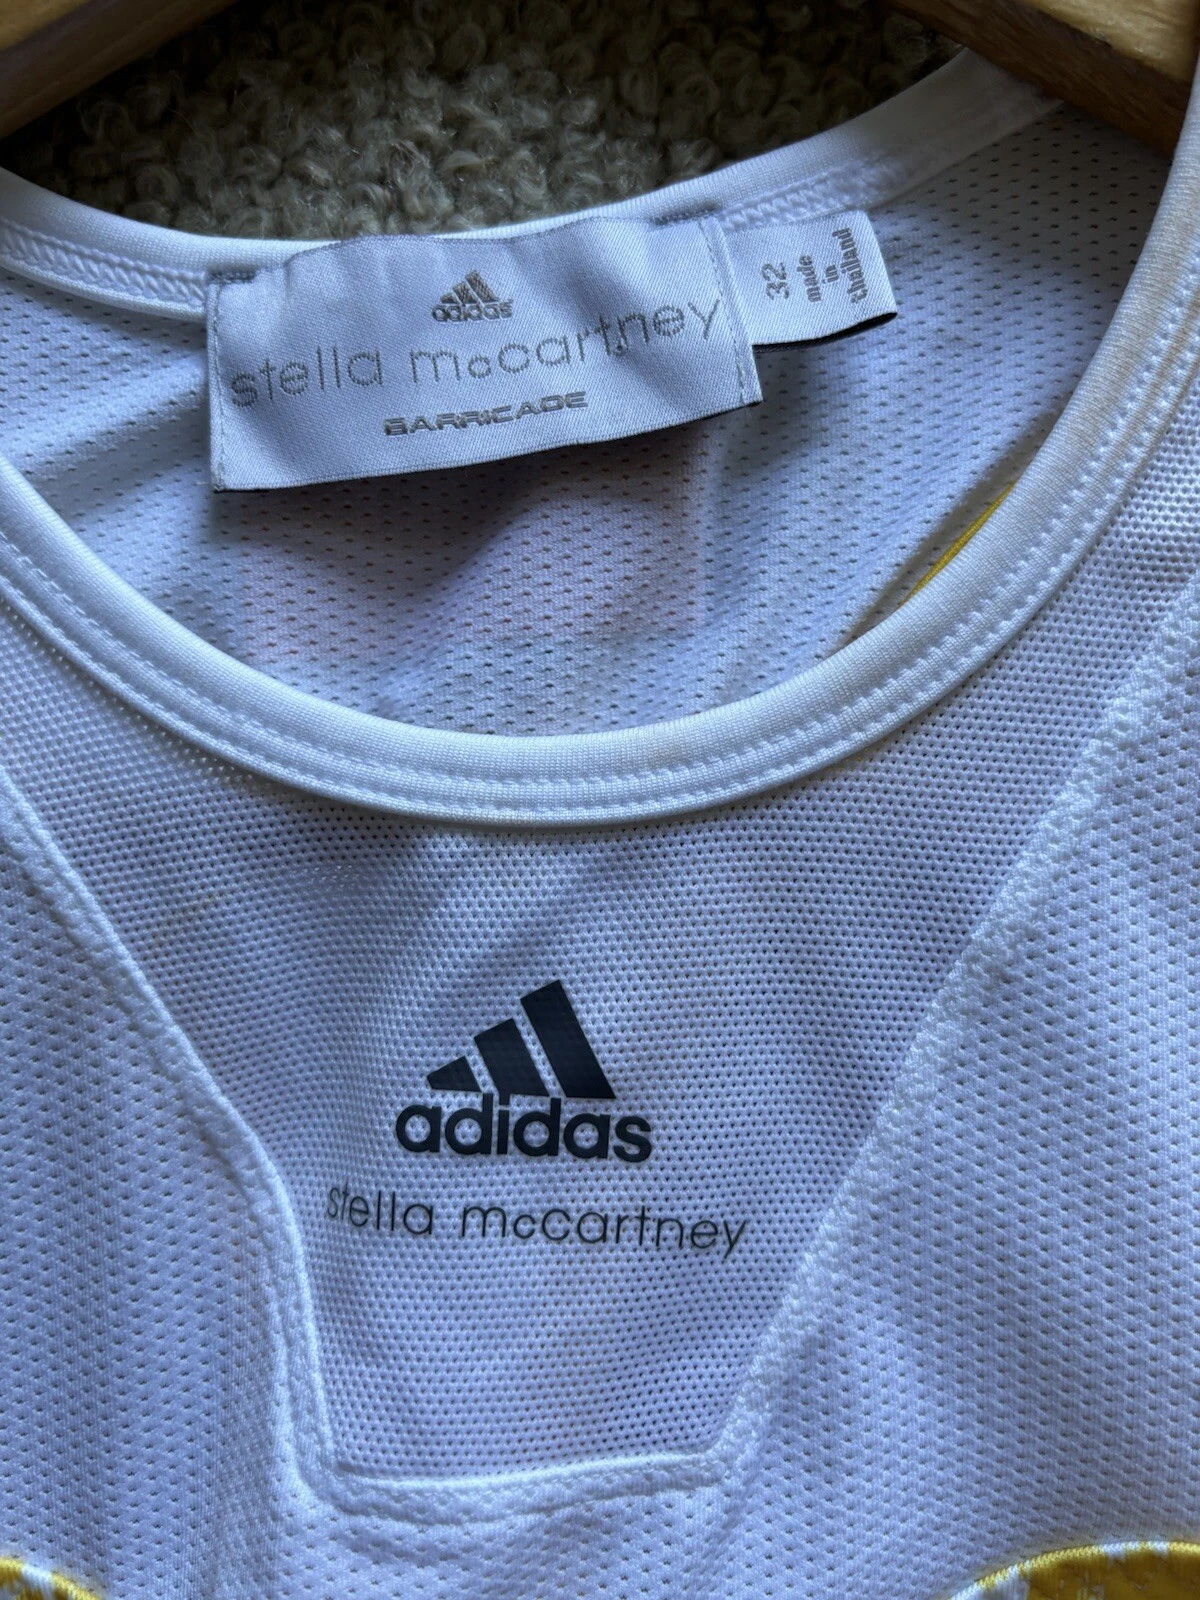 adidas
stella mccartney
BARRICADE
32
made
in
thailand
adidas
stella mccartney